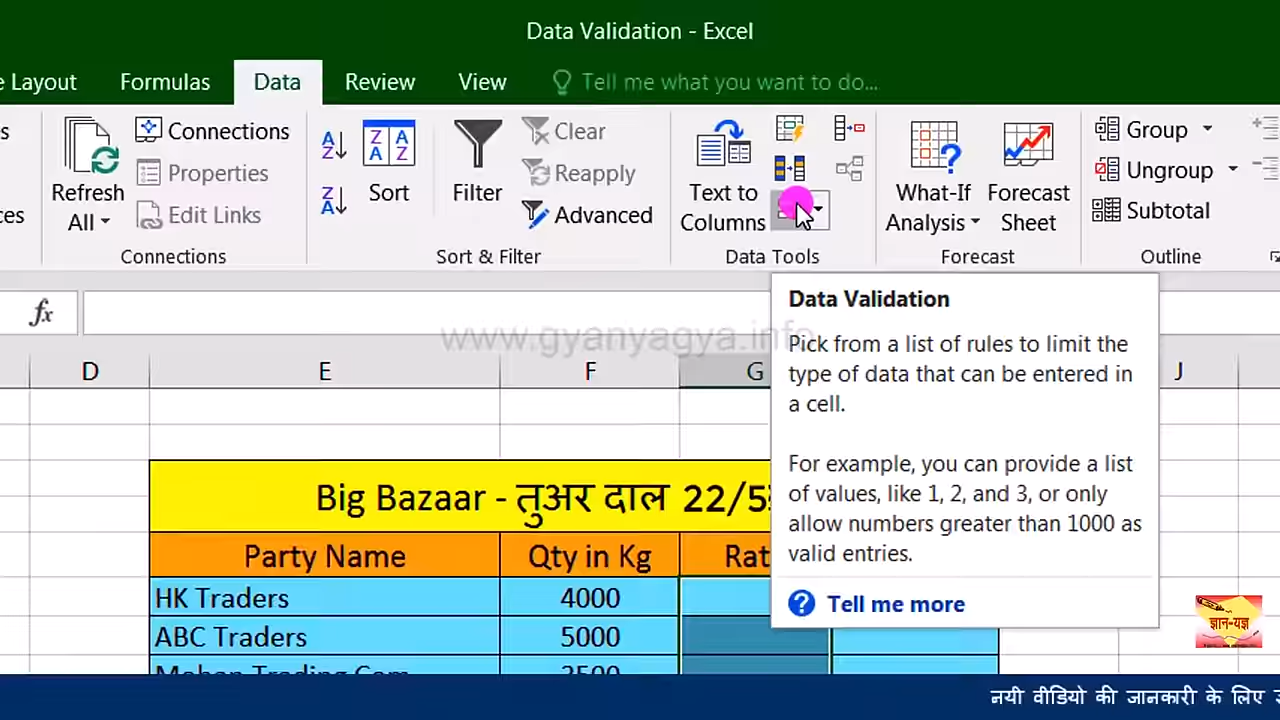 Data Validation - Excel
Layout Formulas Data Review View Tell me what you want to do...
Refresh All
Connections
Properties
Edit Links
Connections
Sort
Filter
Clear
Reapply
Advanced
Sort & Filter
Text to Columns
Data Tools
What-If Analysis
Forecast Sheet
Forecast
Group
Ungroup
Subtotal
Outline
fx
www.gyanyagya.info
D E F G J
Data Validation
Pick from a list of rules to limit the
type of data that can be entered in
a cell.
For example, you can provide a list
of values, like 1, 2, and 3, or only
allow numbers greater than 1000 as
valid entries.
Tell me more
Big Bazaar - तुअर दाल 22/5
Party Name Qty in Kg Rat
HK Traders 4000
ABC Traders 5000
Mohan Trading Com
ज्ञान-यज्ञ
नयी वीडियो की जानकारी के लिए